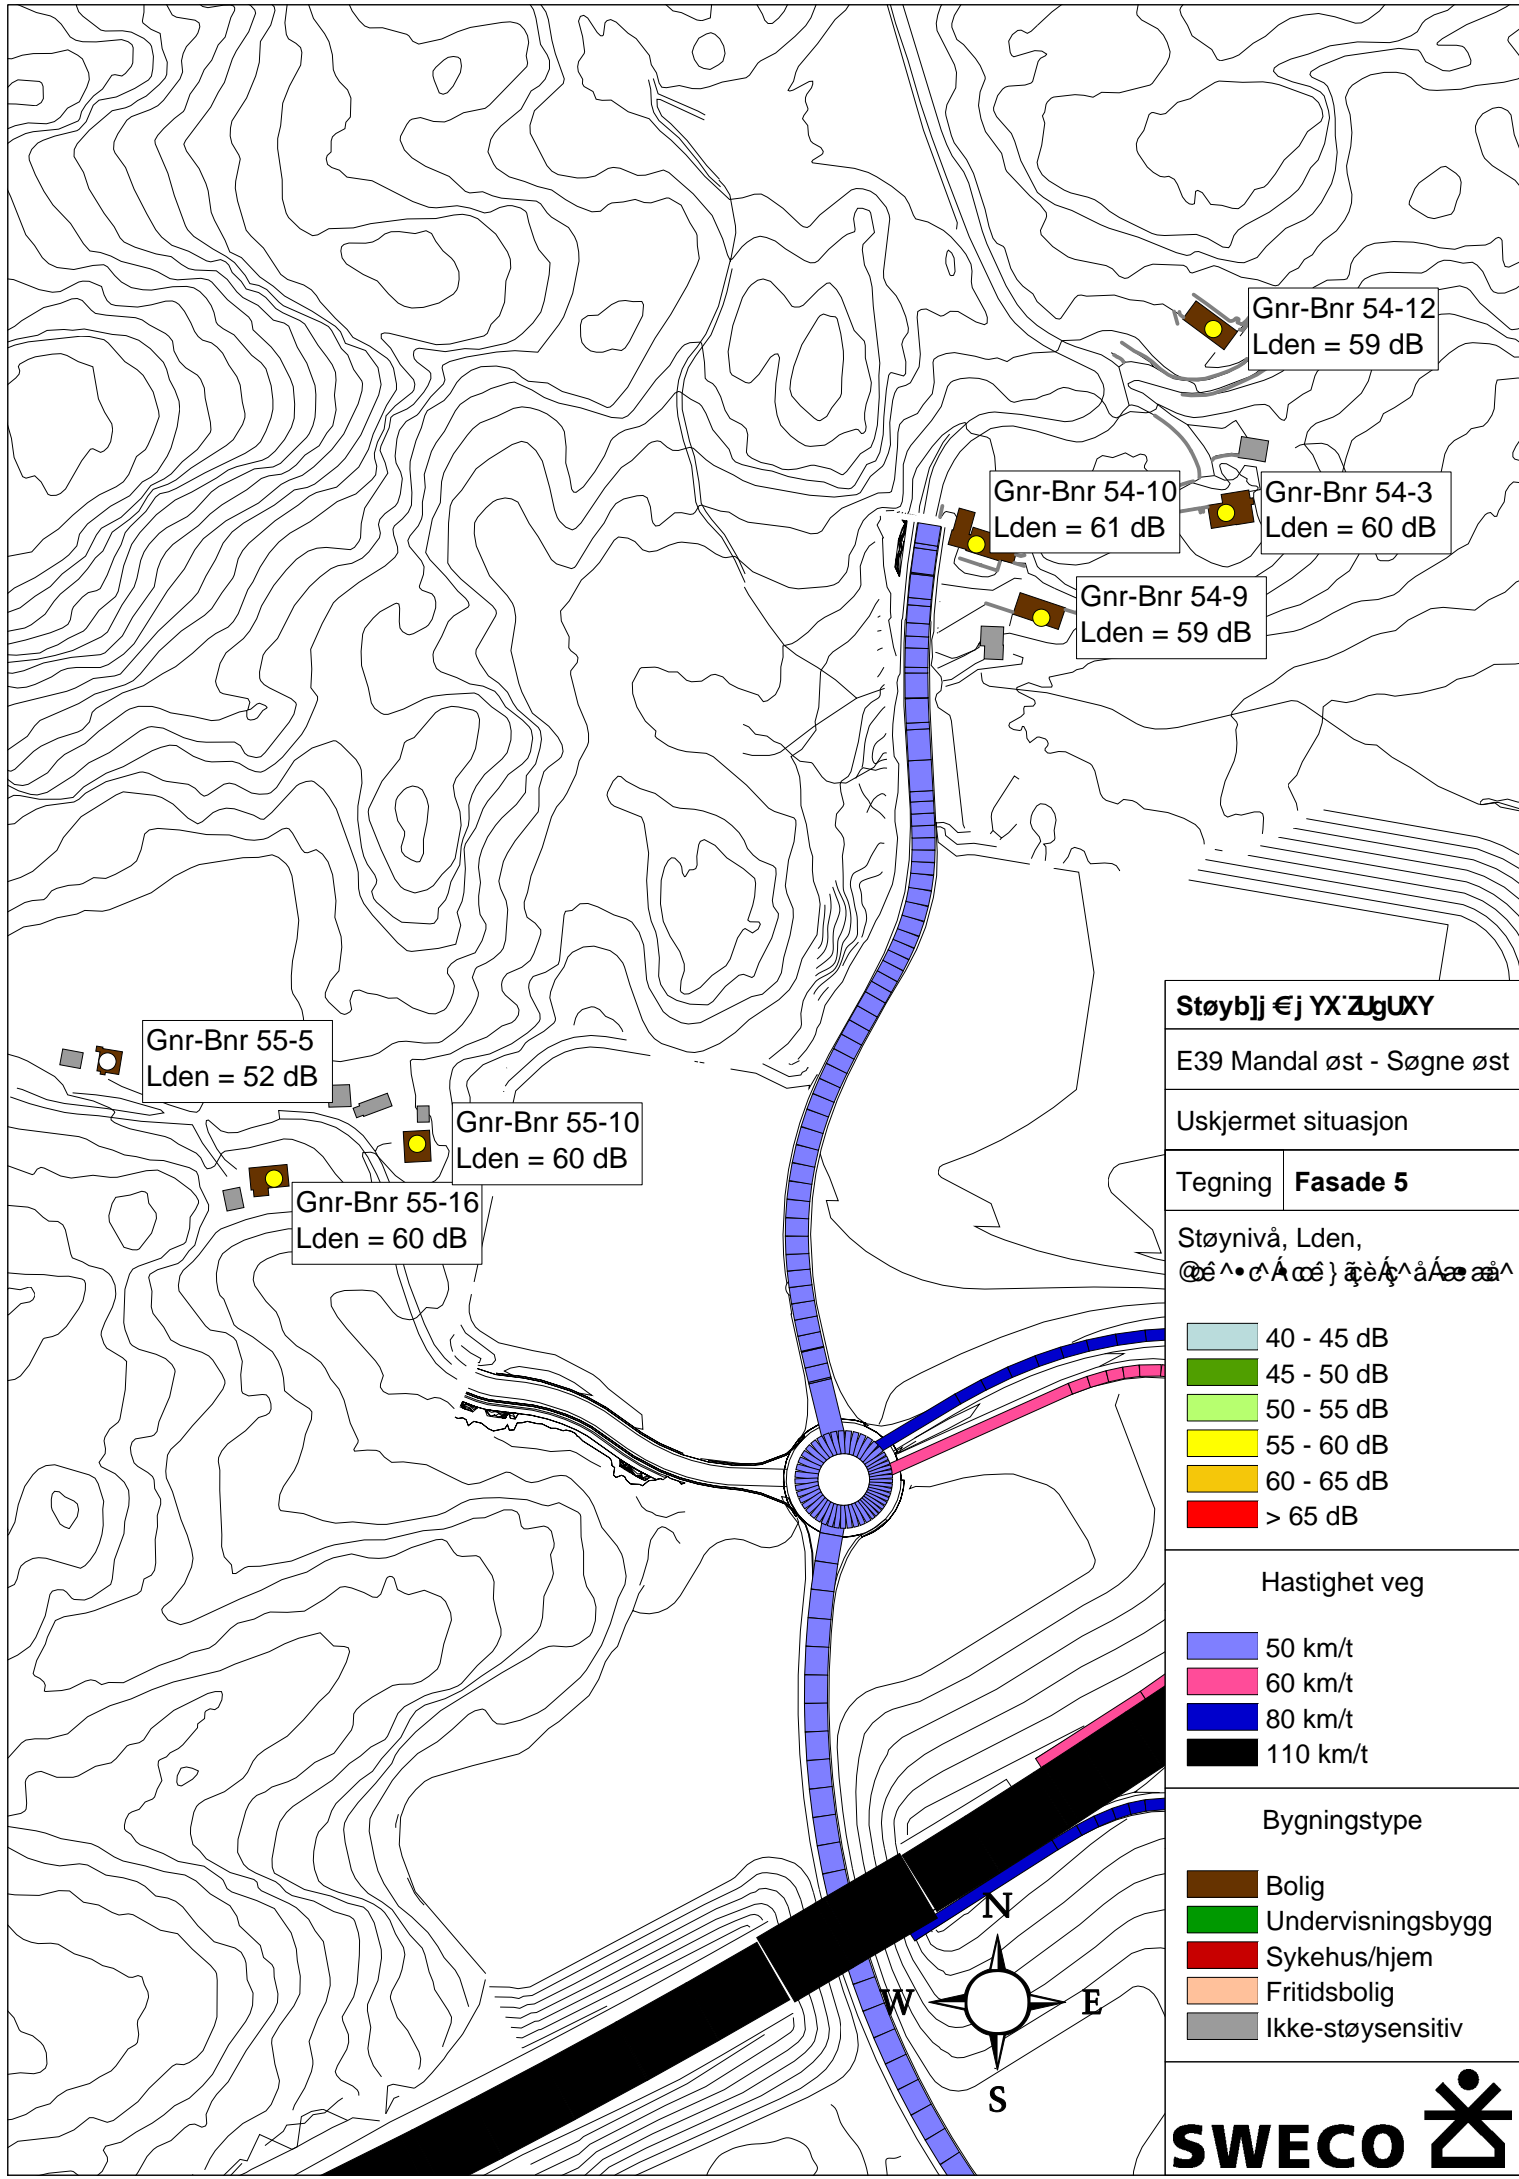 Gnr-Bnr 54-12
Lden = 59 dB
Gnr-Bnr 54-10
Lden = 61 dB
Gnr-Bnr 54-3
Lden = 60 dB
Gnr-Bnr 54-9
Lden = 59 dB
Gnr-Bnr 55-5
Lden = 52 dB
Gnr-Bnr 55-10
Lden = 60 dB
Gnr-Bnr 55-16
Lden = 60 dB
E39 Mandal øst - Søgne øst
Uskjermet situasjon
Tegning Fasade 5
Støynivå, Lden,
40 - 45 dB
45 - 50 dB
50 - 55 dB
55 - 60 dB
60 - 65 dB
> 65 dB
Hastighet veg
50 km/t
60 km/t
80 km/t
110 km/t
Bygningstype
Bolig
Undervisningsbygg
Sykehus/hjem
Fritidsbolig
Ikke-støysensitiv
N
W E
S
SWECO